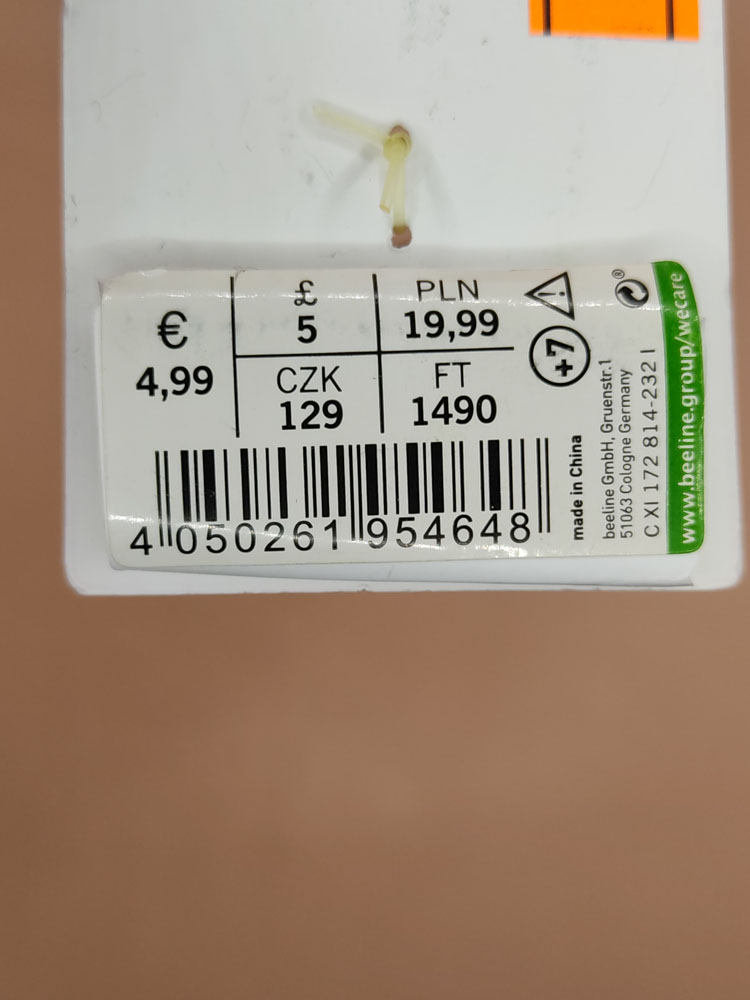 €
4,99
£
5
PLN
19,99
CZK
129
FT
1490
4 050261 954648
+7
made in China
beeline GmbH, Gruenstr.1
51063 Cologne Germany
C XI 172 814-232 I
®
www.beeline.group/wecare